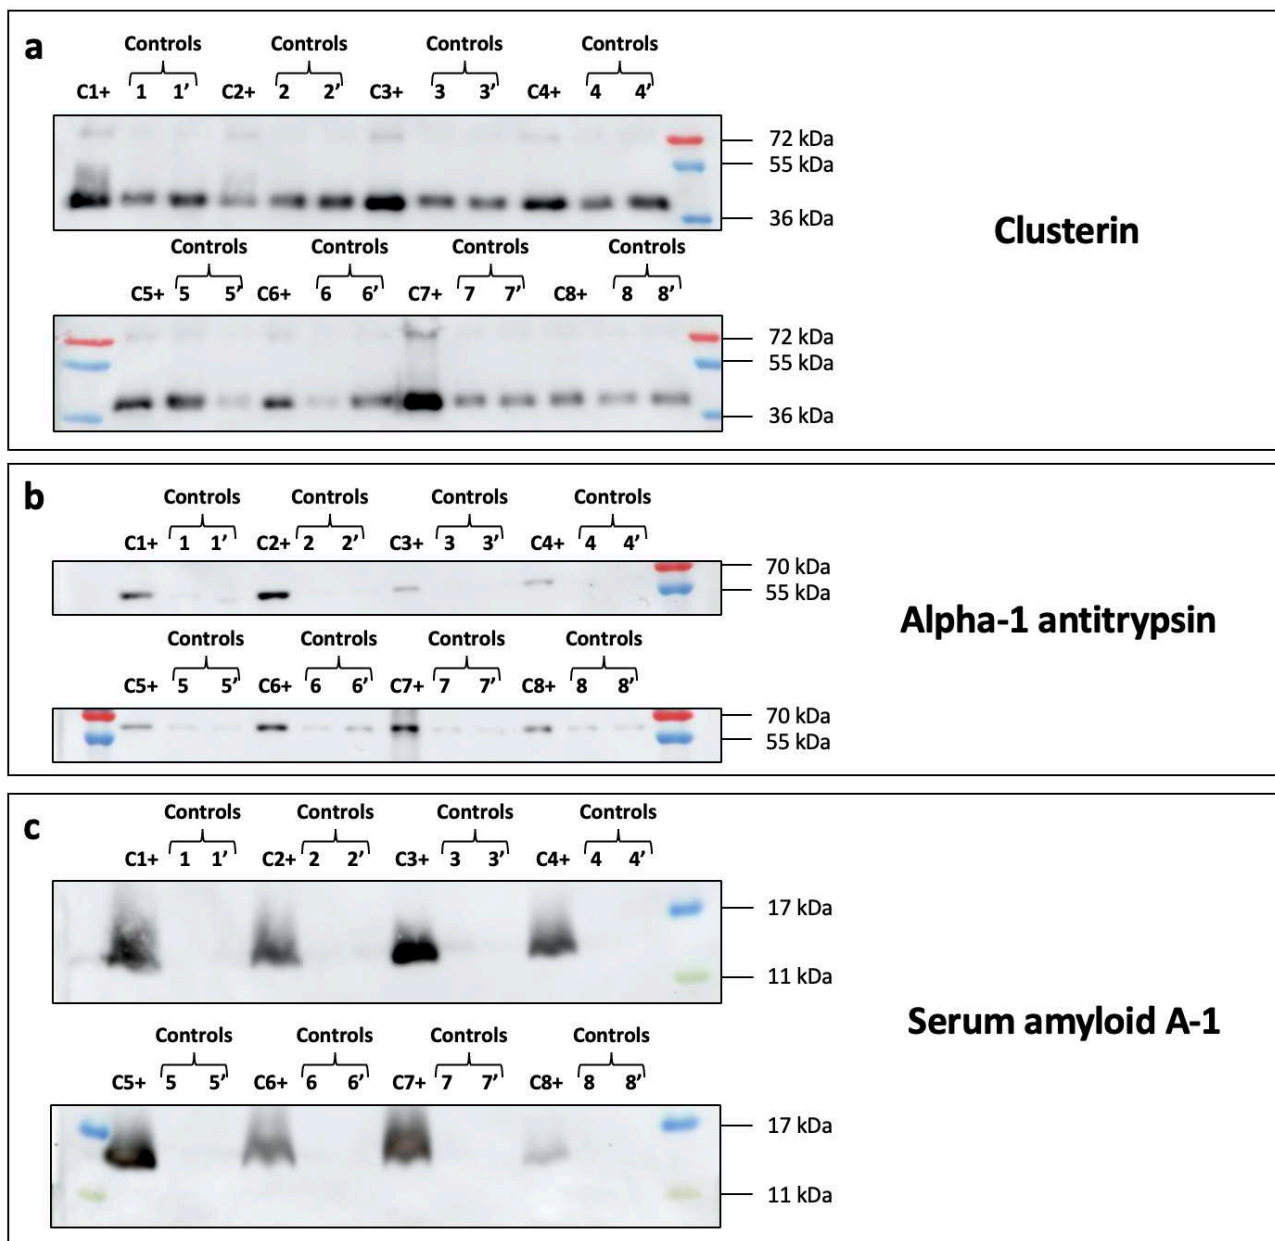 a
Controls Controls Controls Controls
C1+ 1 1’ C2+ 2 2’ C3+ 3 3’ C4+ 4 4’
72 kDa
55 kDa
36 kDa
Clusterin
Controls Controls Controls Controls
C5+ 5 5’ C6+ 6 6’ C7+ 7 7’ C8+ 8 8’
72 kDa
55 kDa
36 kDa
b
Controls Controls Controls Controls
C1+ 1 1’ C2+ 2 2’ C3+ 3 3’ C4+ 4 4’
70 kDa
55 kDa
Alpha-1 antitrypsin
Controls Controls Controls Controls
C5+ 5 5’ C6+ 6 6’ C7+ 7 7’ C8+ 8 8’
70 kDa
55 kDa
c
Controls Controls Controls Controls
C1+ 1 1’ C2+ 2 2’ C3+ 3 3’ C4+ 4 4’
17 kDa
11 kDa
Serum amyloid A-1
Controls Controls Controls Controls
C5+ 5 5’ C6+ 6 6’ C7+ 7 7’ C8+ 8 8’
17 kDa
11 kDa